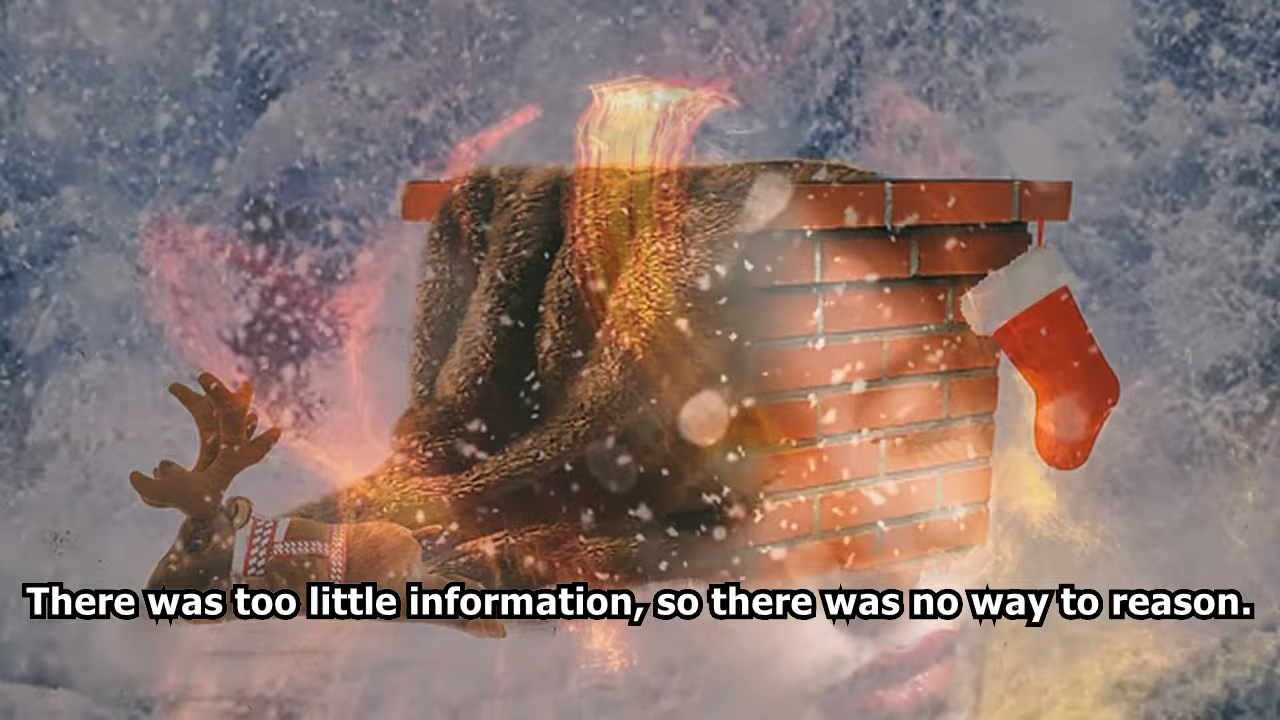 There was too little information, so there was no way to reason.